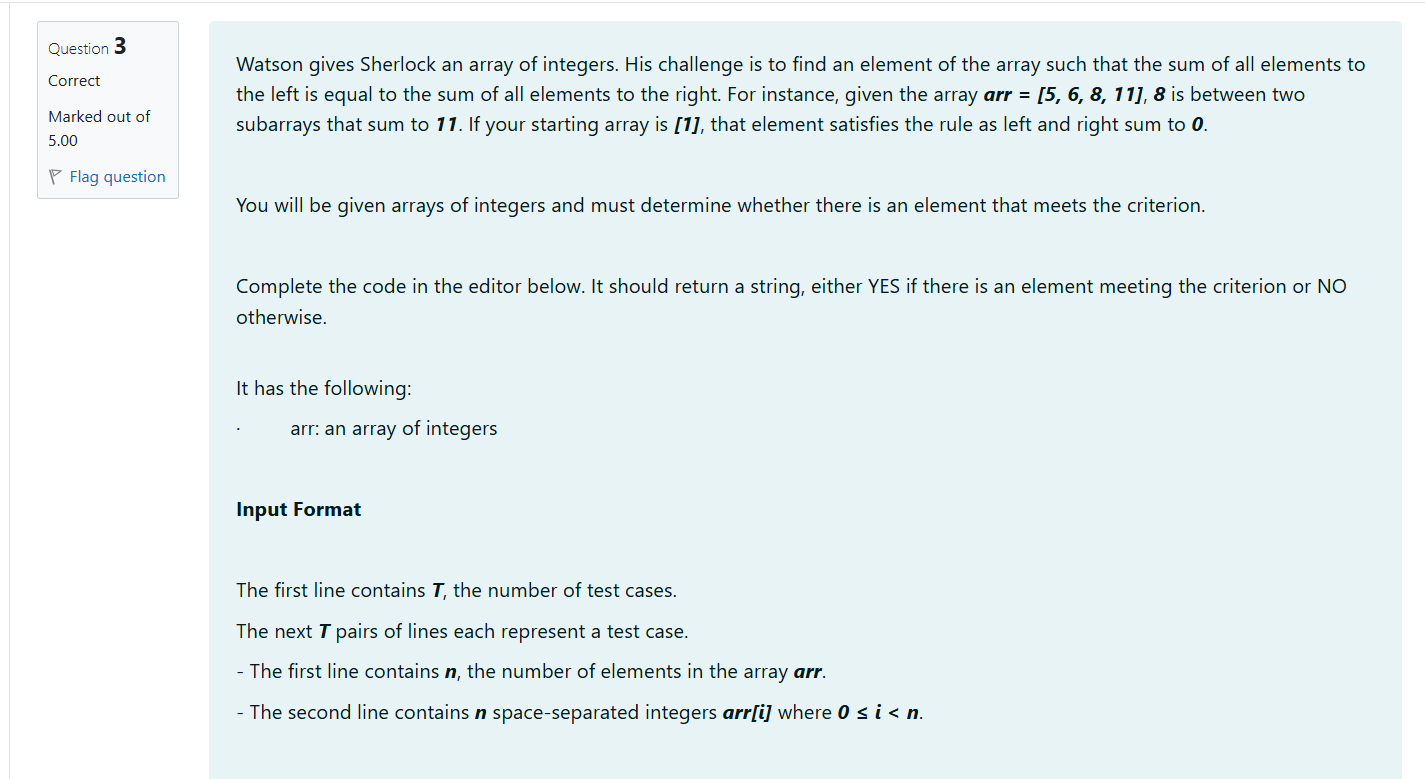 Question 3
Correct
Marked out of
5.00
Flag question
Watson gives Sherlock an array of integers. His challenge is to find an element of the array such that the sum of all elements to
the left is equal to the sum of all elements to the right. For instance, given the array arr = [5, 6, 8, 11], 8 is between two
subarrays that sum to 11. If your starting array is [1], that element satisfies the rule as left and right sum to 0.
You will be given arrays of integers and must determine whether there is an element that meets the criterion.
Complete the code in the editor below. It should return a string, either YES if there is an element meeting the criterion or NO
otherwise.
It has the following:
· arr: an array of integers
Input Format
The first line contains T, the number of test cases.
The next T pairs of lines each represent a test case.
- The first line contains n, the number of elements in the array arr.
- The second line contains n space-separated integers arr[i] where 0 ≤ i < n.